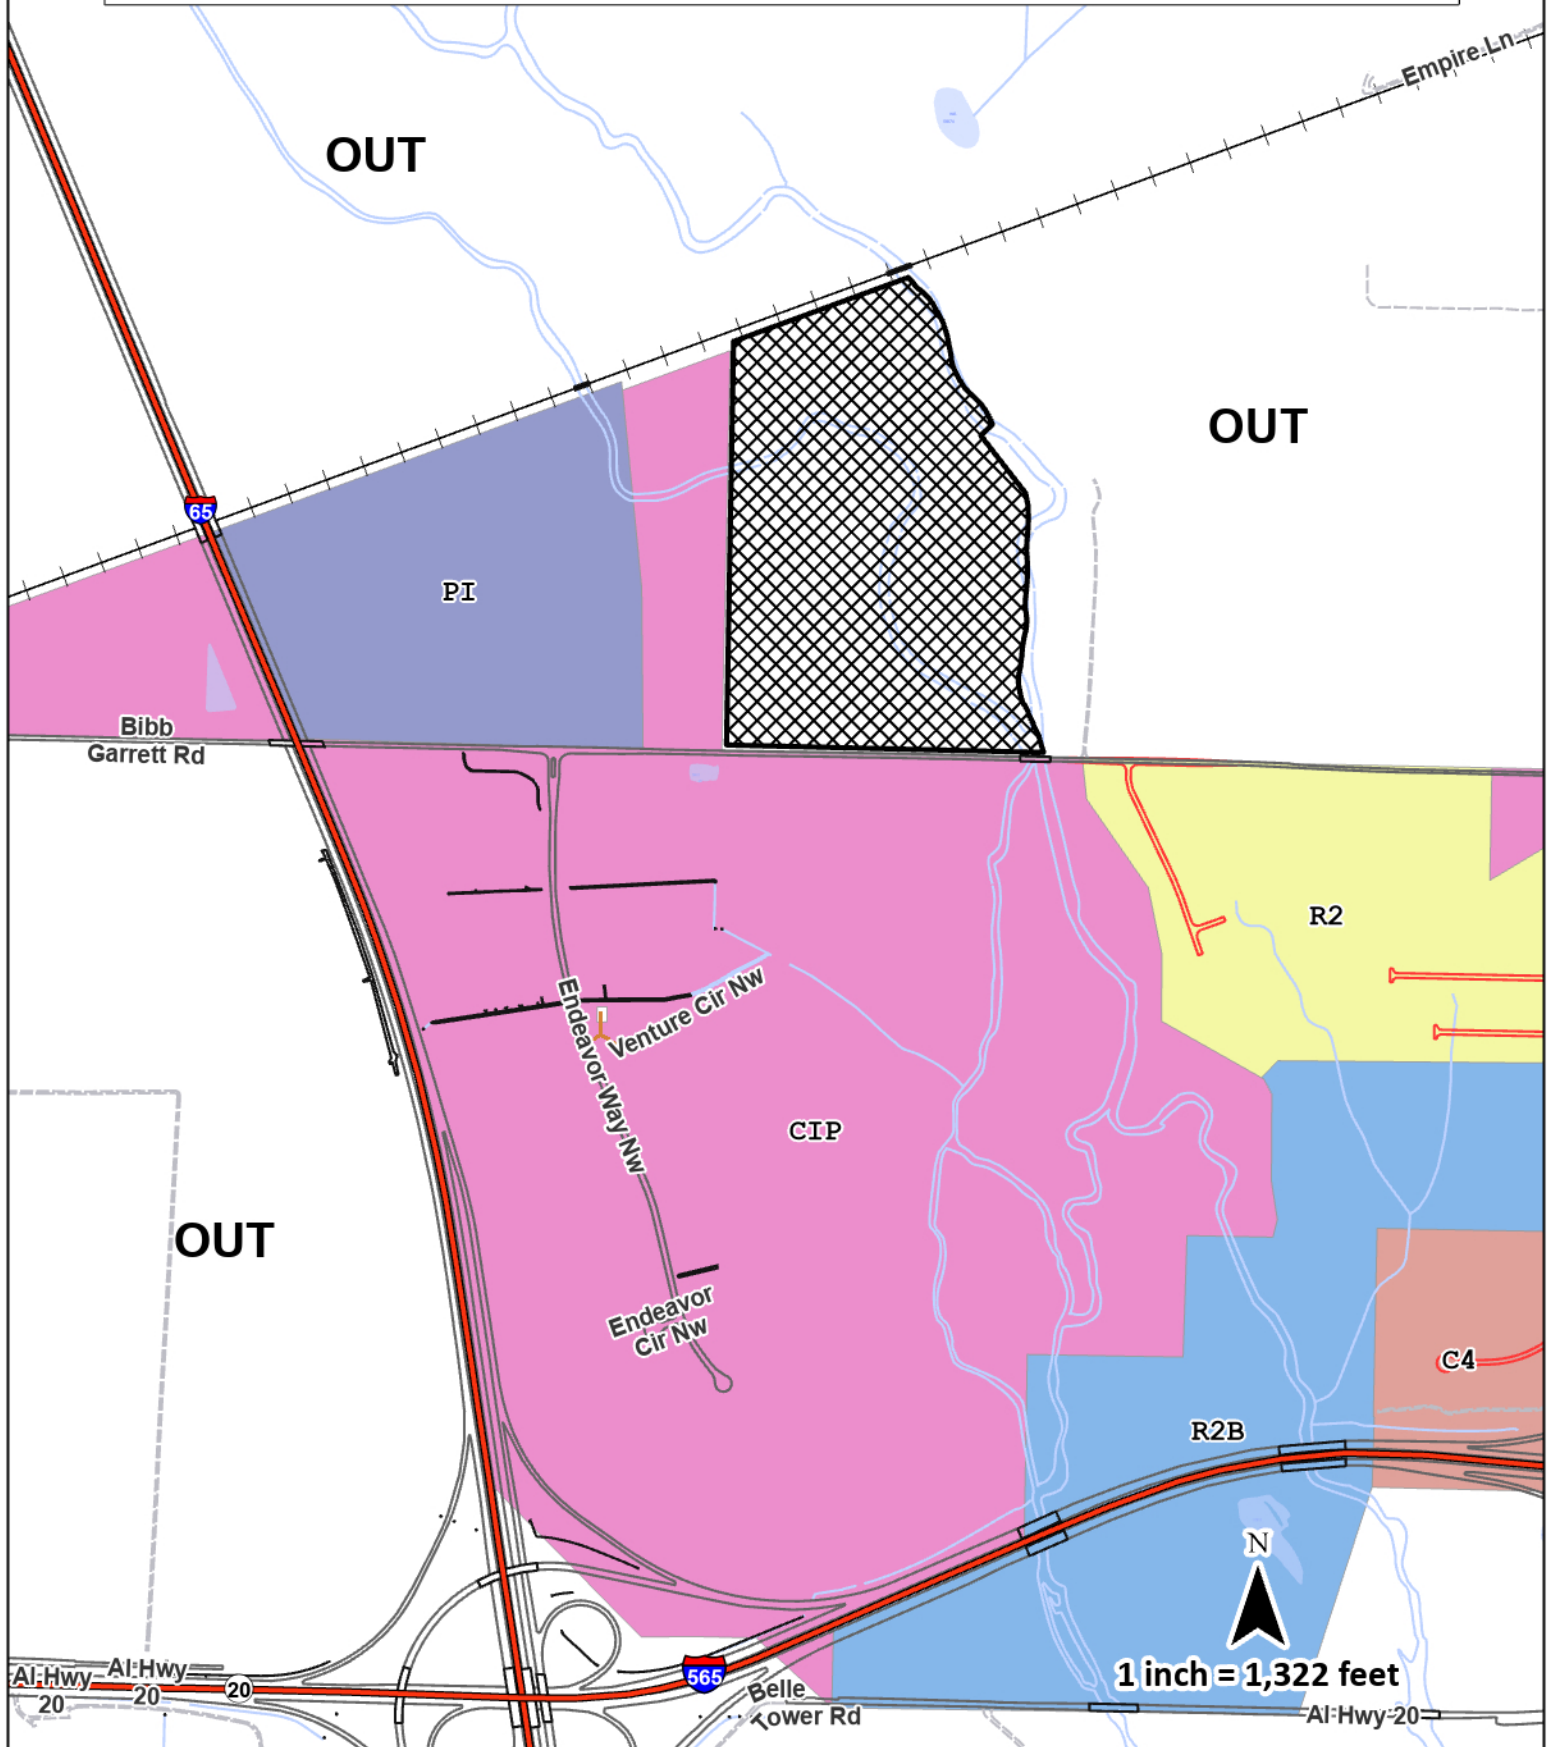 Empire Ln
OUT
OUT
65
PI
Bibb
Garrett Rd
R2
Endeavor Way Nw
Venture Cir Nw
CIP
OUT
Endeavor
Cir Nw
C4
R2B
N
1 inch = 1,322 feet
Al Hwy
20
Al Hwy
20
20
565
Belle
Tower Rd
Al Hwy 20